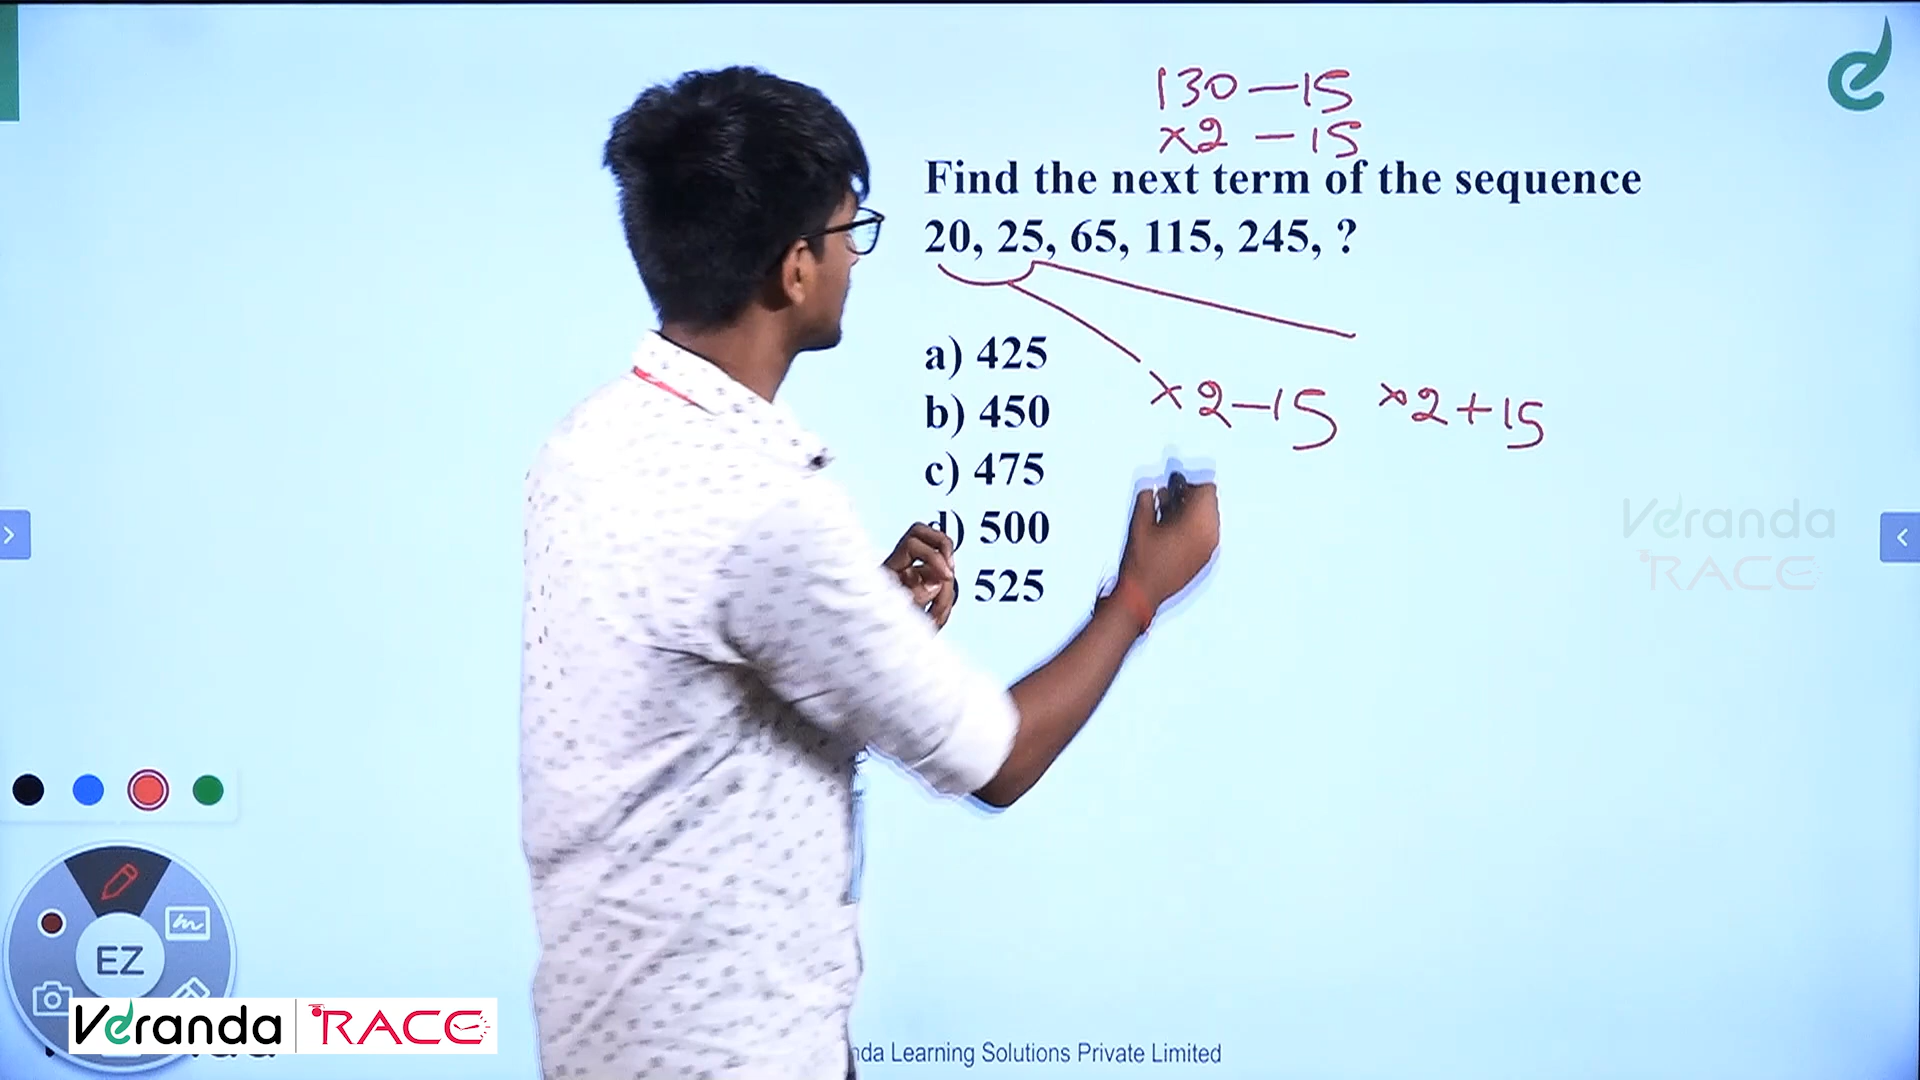 130-15
×2 -15
Find the next term of the sequence
20, 25, 65, 115, 245, ?
a) 425
b) 450
×2-15 ×2+15
c) 475
d) 500
) 525
Veranda
RACE
EZ
Veranda RACE
nda Learning Solutions Private Limited